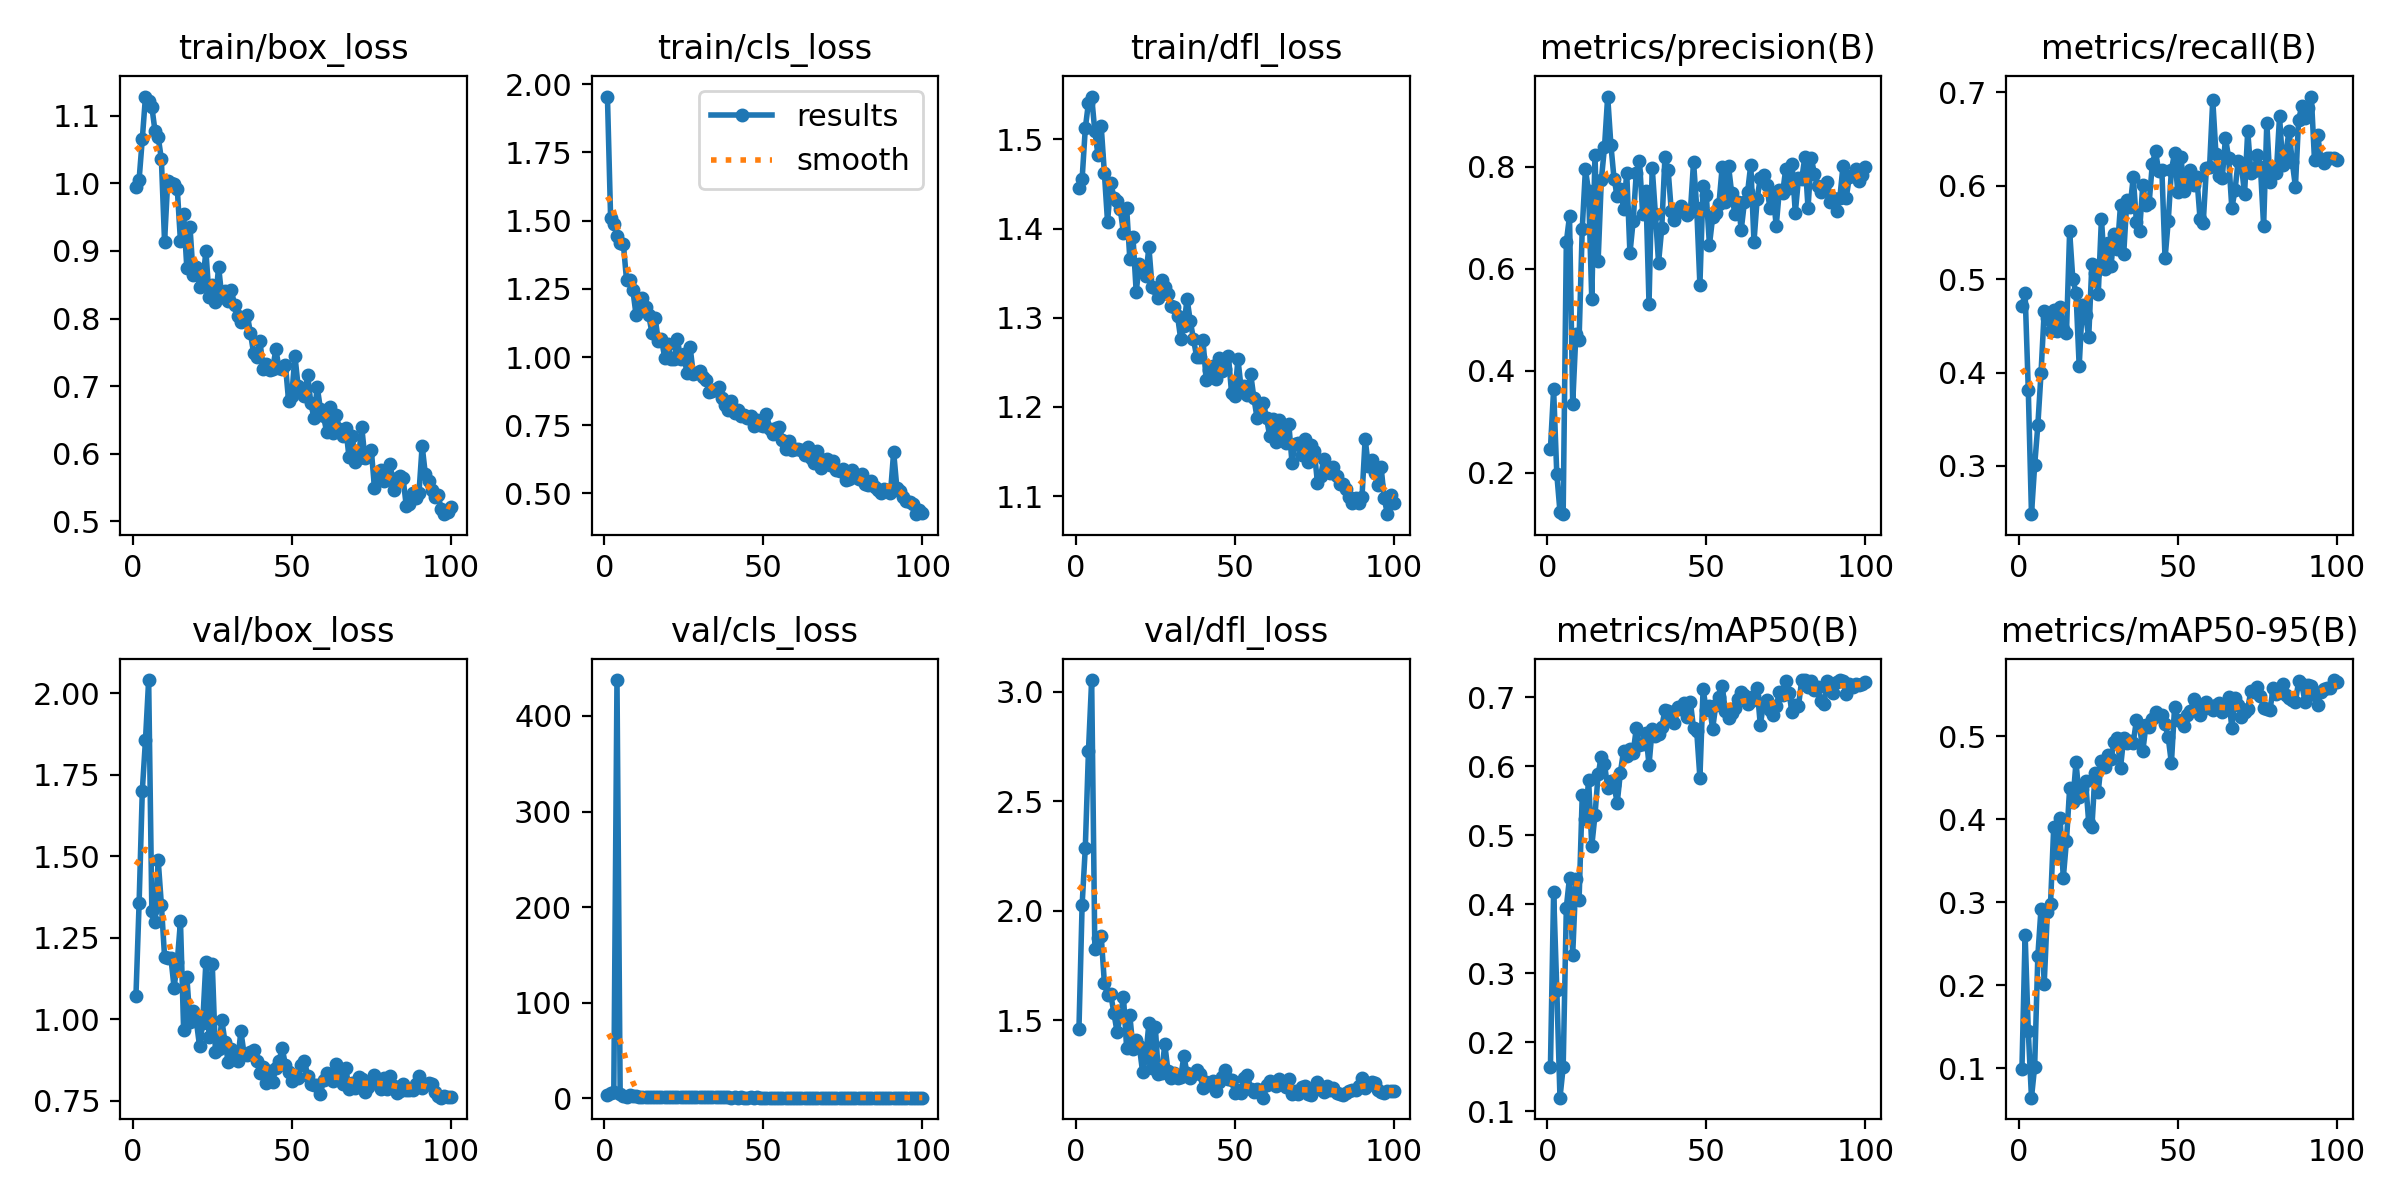 train/box_loss
1.1
1.0
0.9
0.8
0.7
0.6
0.5
0 50 100
train/cls_loss
2.00
1.75
1.50
1.25
1.00
0.75
0.50
0 50 100
results
smooth
train/dfl_loss
1.5
1.4
1.3
1.2
1.1
0 50 100
metrics/precision(B)
0.8
0.6
0.4
0.2
0 50 100
metrics/recall(B)
0.7
0.6
0.5
0.4
0.3
0 50 100
val/box_loss
2.00
1.75
1.50
1.25
1.00
0.75
0 50 100
val/cls_loss
400
300
200
100
0
0 50 100
val/dfl_loss
3.0
2.5
2.0
1.5
0 50 100
metrics/mAP50(B)
0.7
0.6
0.5
0.4
0.3
0.2
0.1
0 50 100
metrics/mAP50-95(B)
0.5
0.4
0.3
0.2
0.1
0 50 100